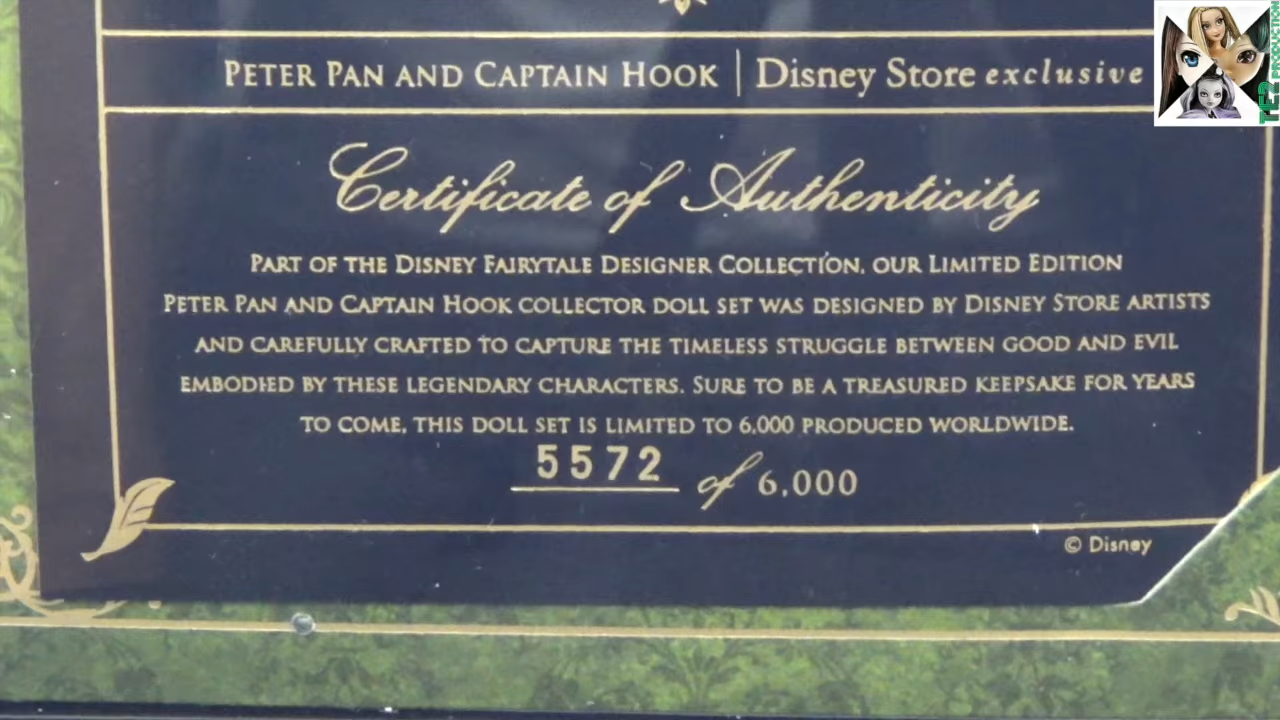 PETER PAN AND CAPTAIN HOOK | Disney Store exclusive
Certificate of Authenticity
PART OF THE DISNEY FAIRYTALE DESIGNER COLLECTION, OUR LIMITED EDITION
PETER PAN AND CAPTAIN HOOK COLLECTOR DOLL SET WAS DESIGNED BY DISNEY STORE ARTISTS
AND CAREFULLY CRAFTED TO CAPTURE THE TIMELESS STRUGGLE BETWEEN GOOD AND EVIL
EMBODIED BY THESE LEGENDARY CHARACTERS. SURE TO BE A TREASURED KEEPSAKE FOR YEARS
TO COME, THIS DOLL SET IS LIMITED TO 6,000 PRODUCED WORLDWIDE.
5572 of 6,000
© Disney
TE2 PRODUCTION